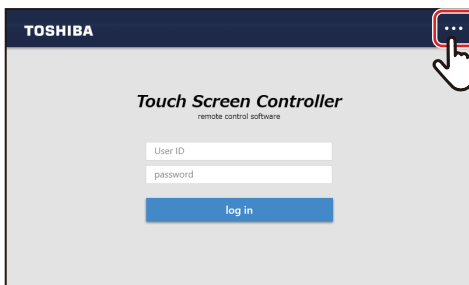 TOSHIBA
Touch Screen Controller
remote control software
User ID
password
log in